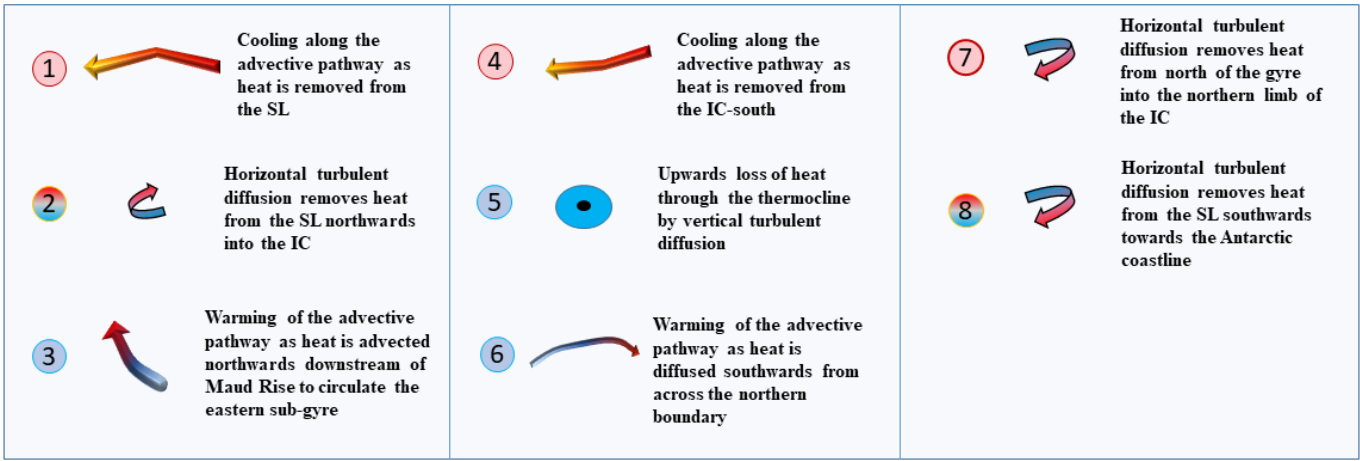 1
Cooling along the
advective pathway as
heat is removed from
the SL
2
Horizontal turbulent
diffusion removes heat
from the SL northwards
into the IC
3
Warming of the advective
pathway as heat is advected
northwards downstream of
Maud Rise to circulate the
eastern sub-gyre
4
Cooling along the
advective pathway as
heat is removed from
the IC-south
5
Upwards loss of heat
through the thermocline
by vertical turbulent
diffusion
6
Warming of the advective
pathway as heat is
diffused southwards from
across the northern
boundary
7
Horizontal turbulent
diffusion removes heat
from north of the gyre
into the northern limb of
the IC
8
Horizontal turbulent
diffusion removes heat
from the SL southwards
towards the Antarctic
coastline